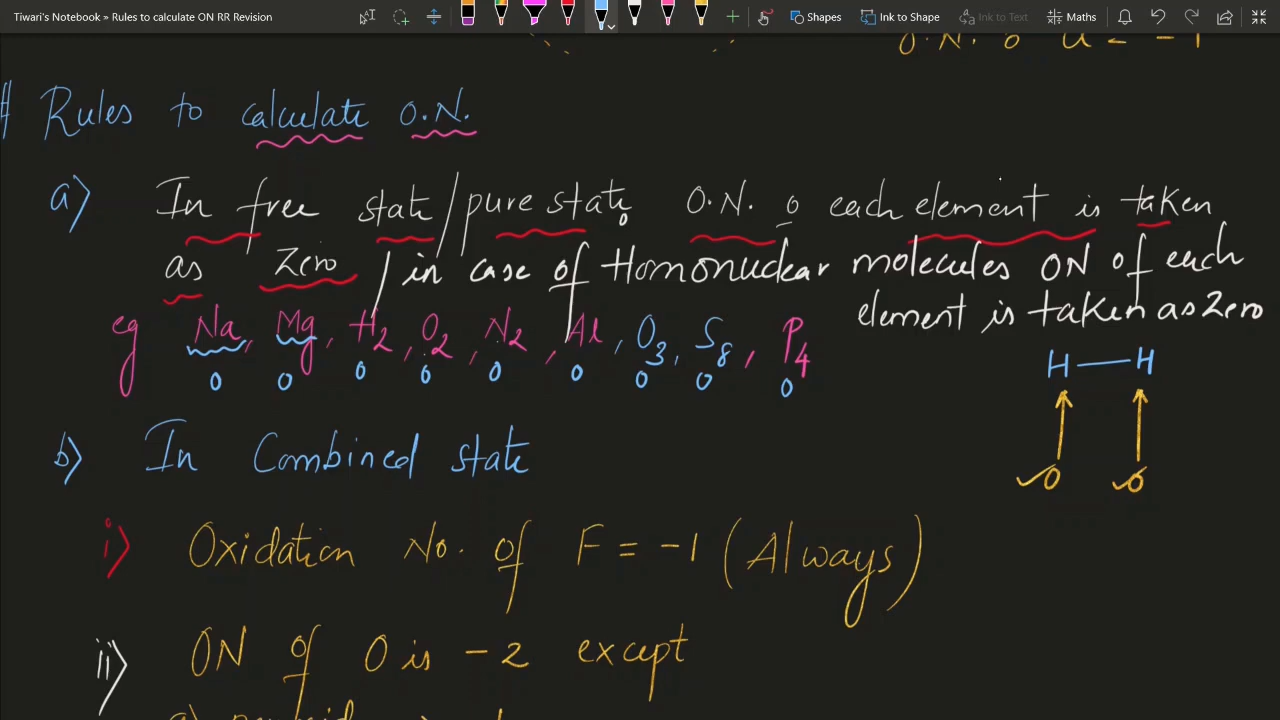 Tiwari's Notebook » Rules to calculate ON RR Revision
Shapes Ink to Shape Ink to Text Maths
# Rules to calculate O.N.
a) In free state/pure state O.N. o each element is taken
as Zero / in case of Homonuclear molecules ON of each
element is taken as Zero
eg Na, Mg, H2, O2, N2, Al, O3, S8, P4
0 0 0 0 0 0 0 0 0
H — H
0 0
b) In Combined state
i) Oxidation No. of F = -1 (Always)
ii) ON of O is -2 except